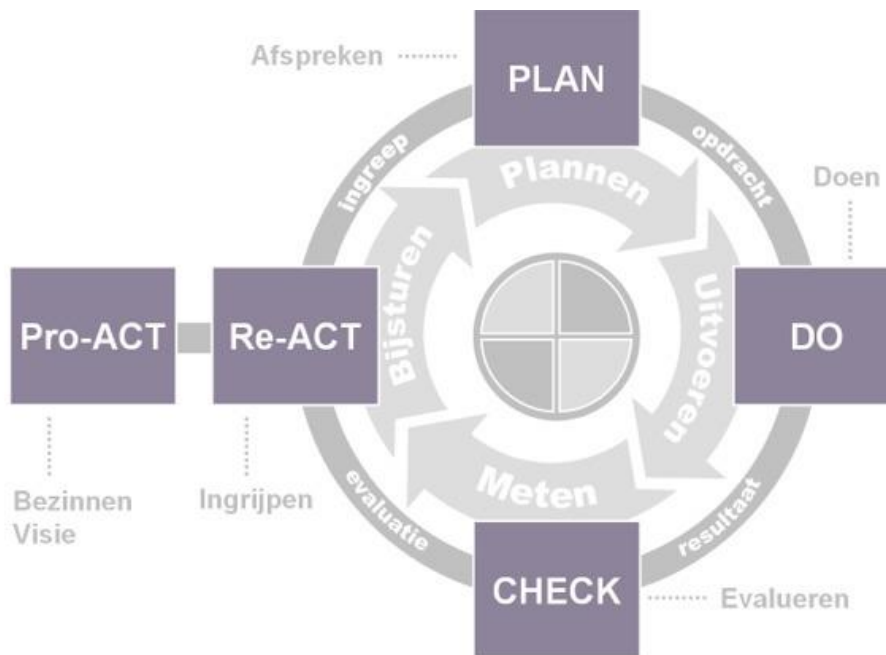 Afspreken
PLAN
ingreep
Plannen
opdracht
Doen
Pro-ACT
Re-ACT
Bijsturen
Uitvoeren
DO
Bezinnen
Visie
Ingrijpen
evaluatie
Meten
resultaat
CHECK
Evalueren